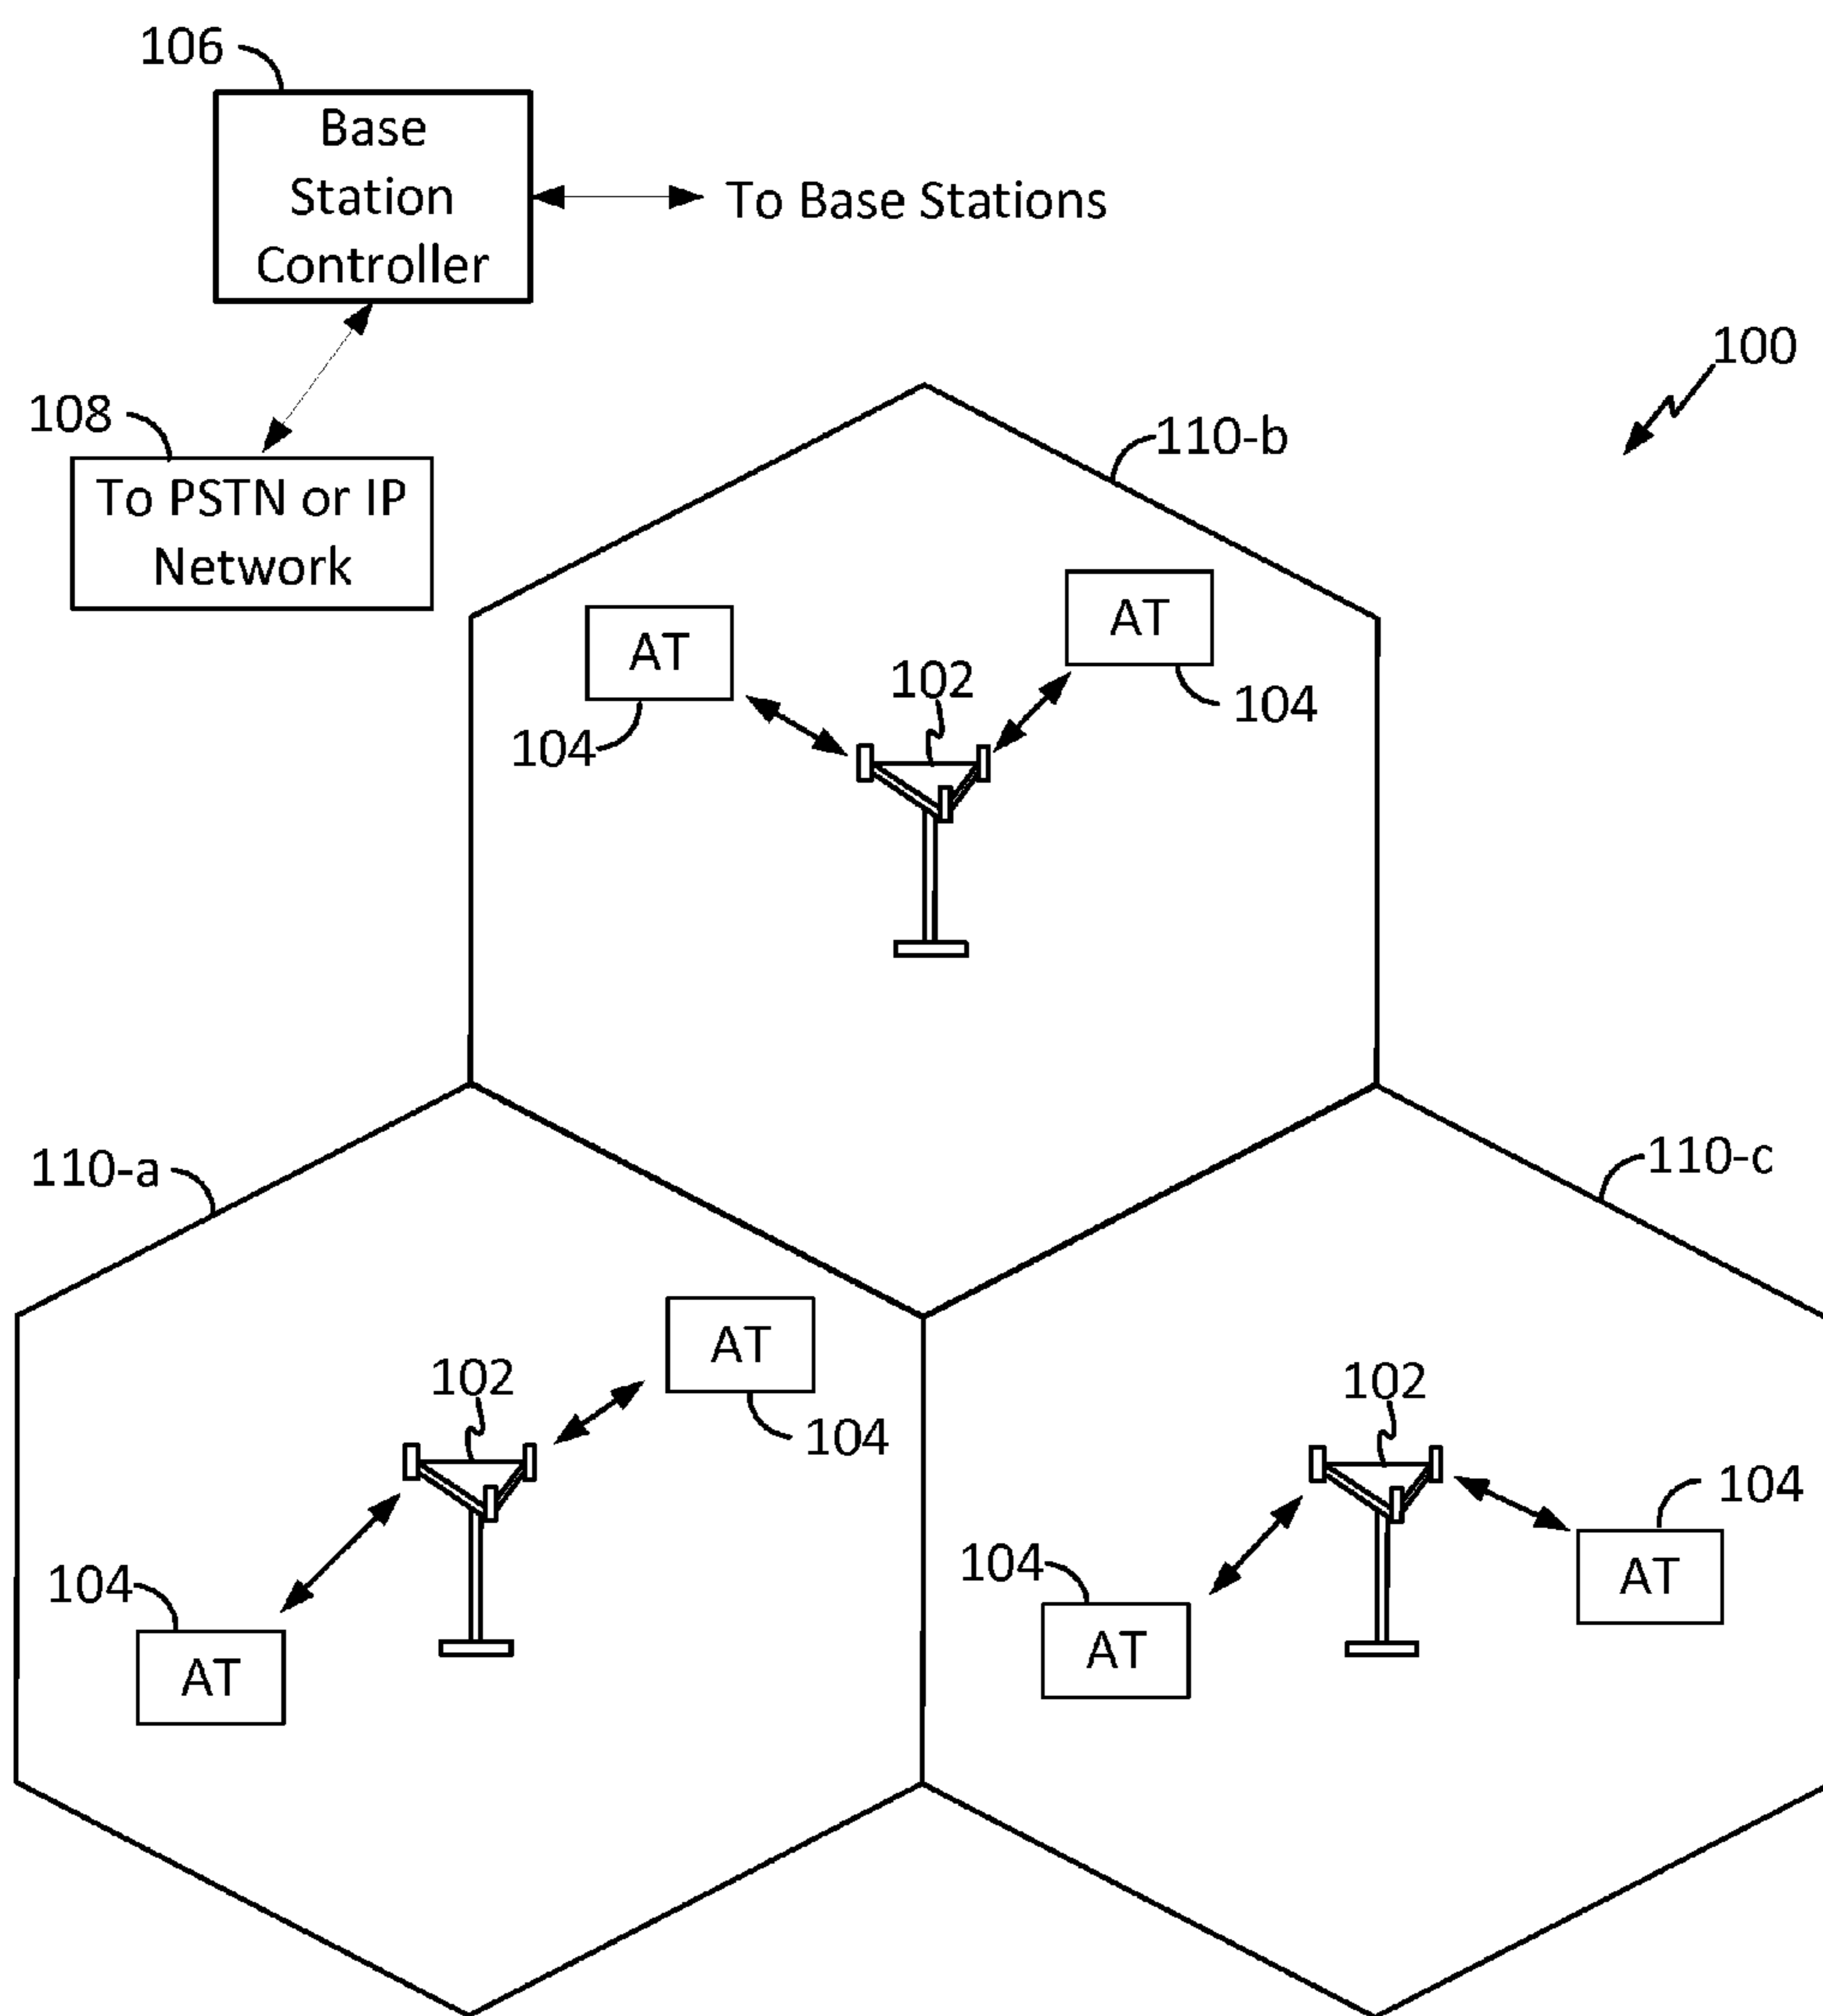 106
Base
Station
Controller
To Base Stations
100
108
To PSTN or IP
Network
110-b
AT
AT
102
104
104
110-a
110-c
AT
102
102
104
104
104
104
AT
AT
AT